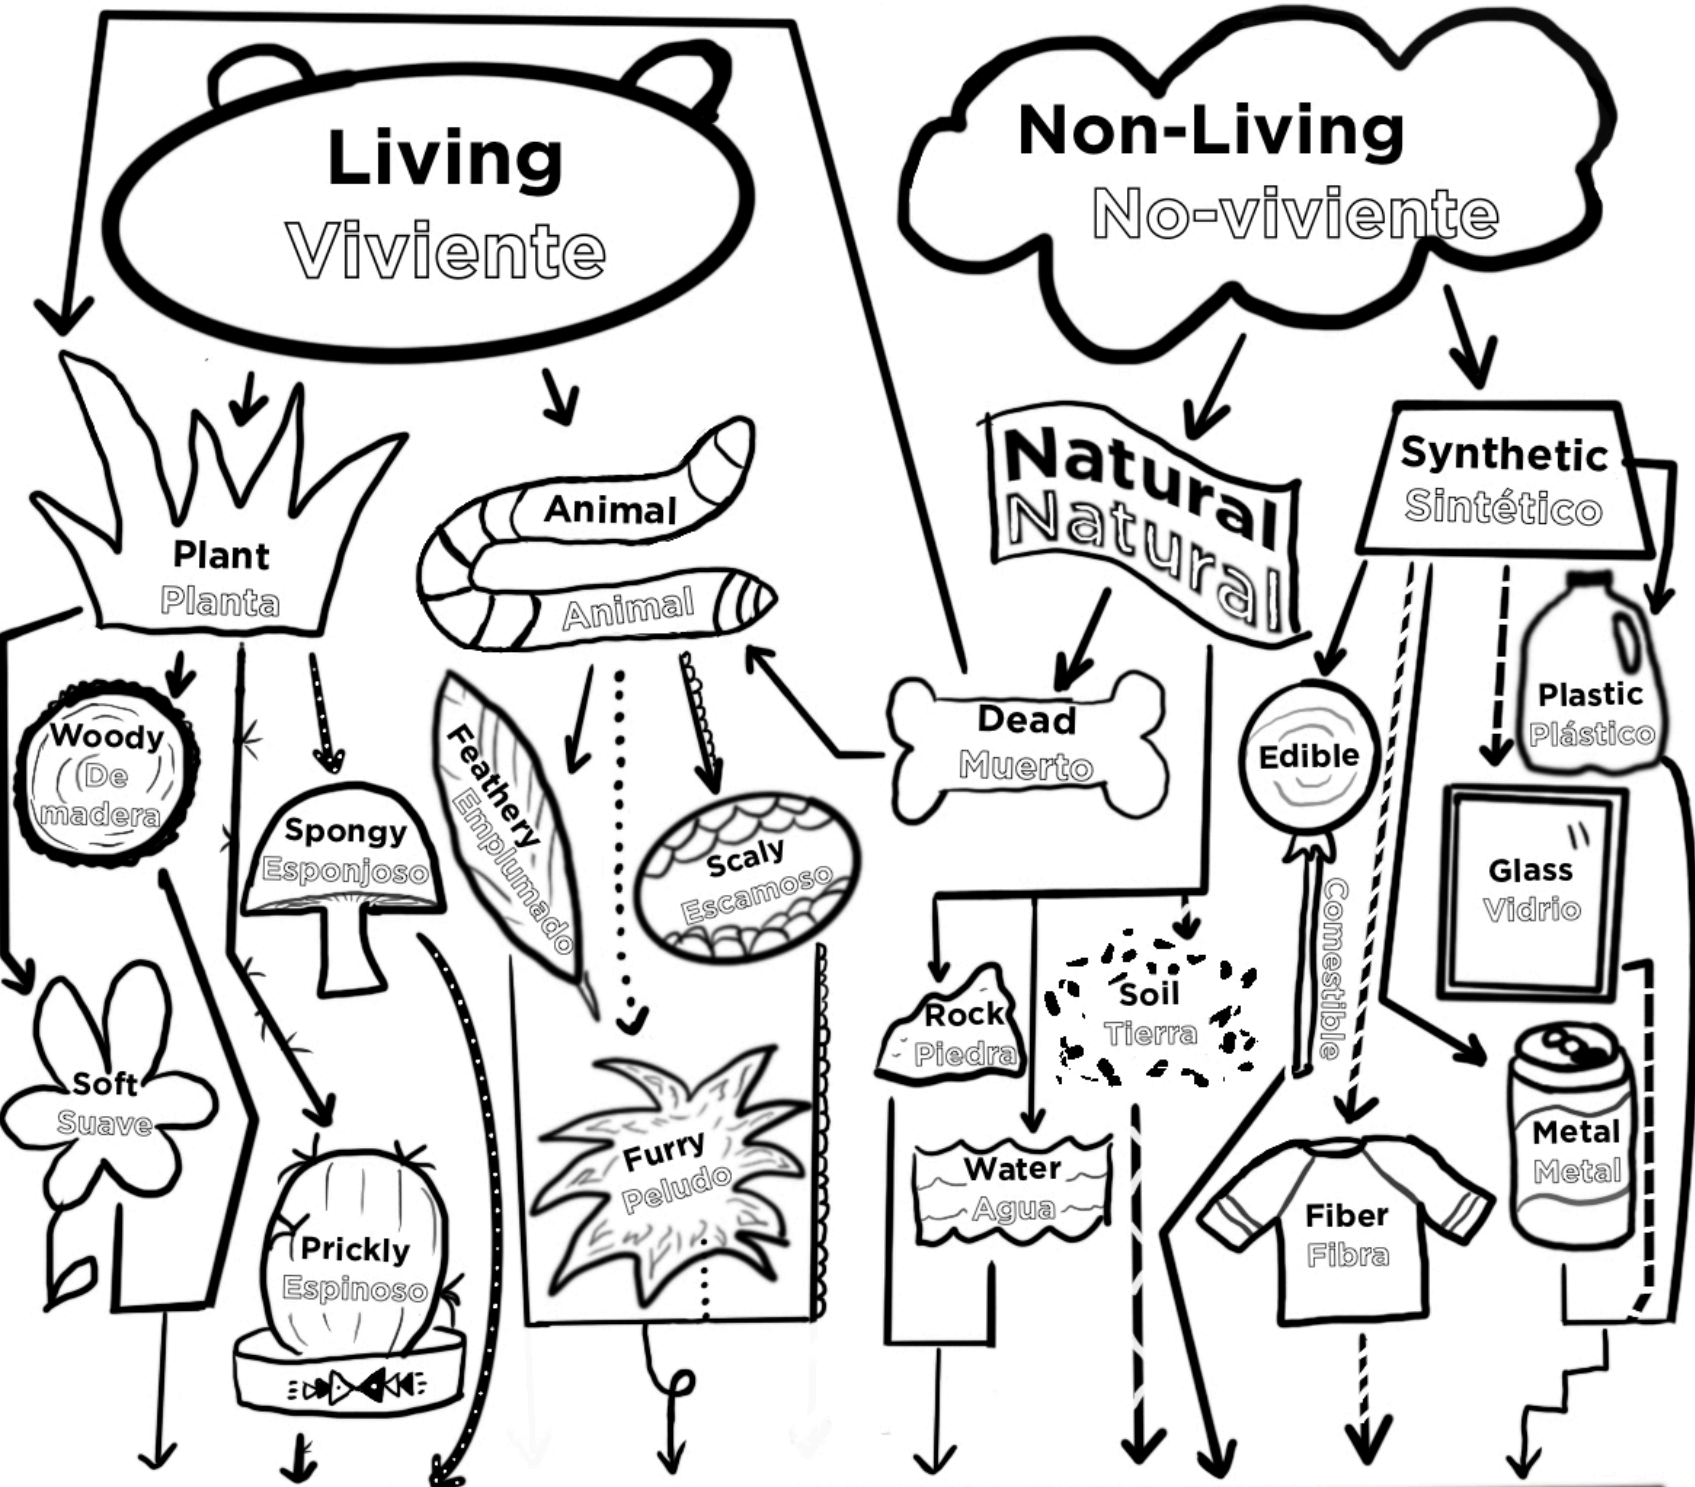 Living
Viviente
Non-Living
No-viviente
Plant
Planta
Animal
Animal
Natural
Natural
Synthetic
Sintético
Woody
De
madera
Spongy
Esponjoso
Feathery
Emplumado
Scaly
Escamoso
Dead
Muerto
Edible
Comestible
Plastic
Plástico
Glass
Vidrio
Soft
Suave
Prickly
Espinoso
Furry
Peludo
Rock
Piedra
Soil
Tierra
Water
Agua
Fiber
Fibra
Metal
Metal